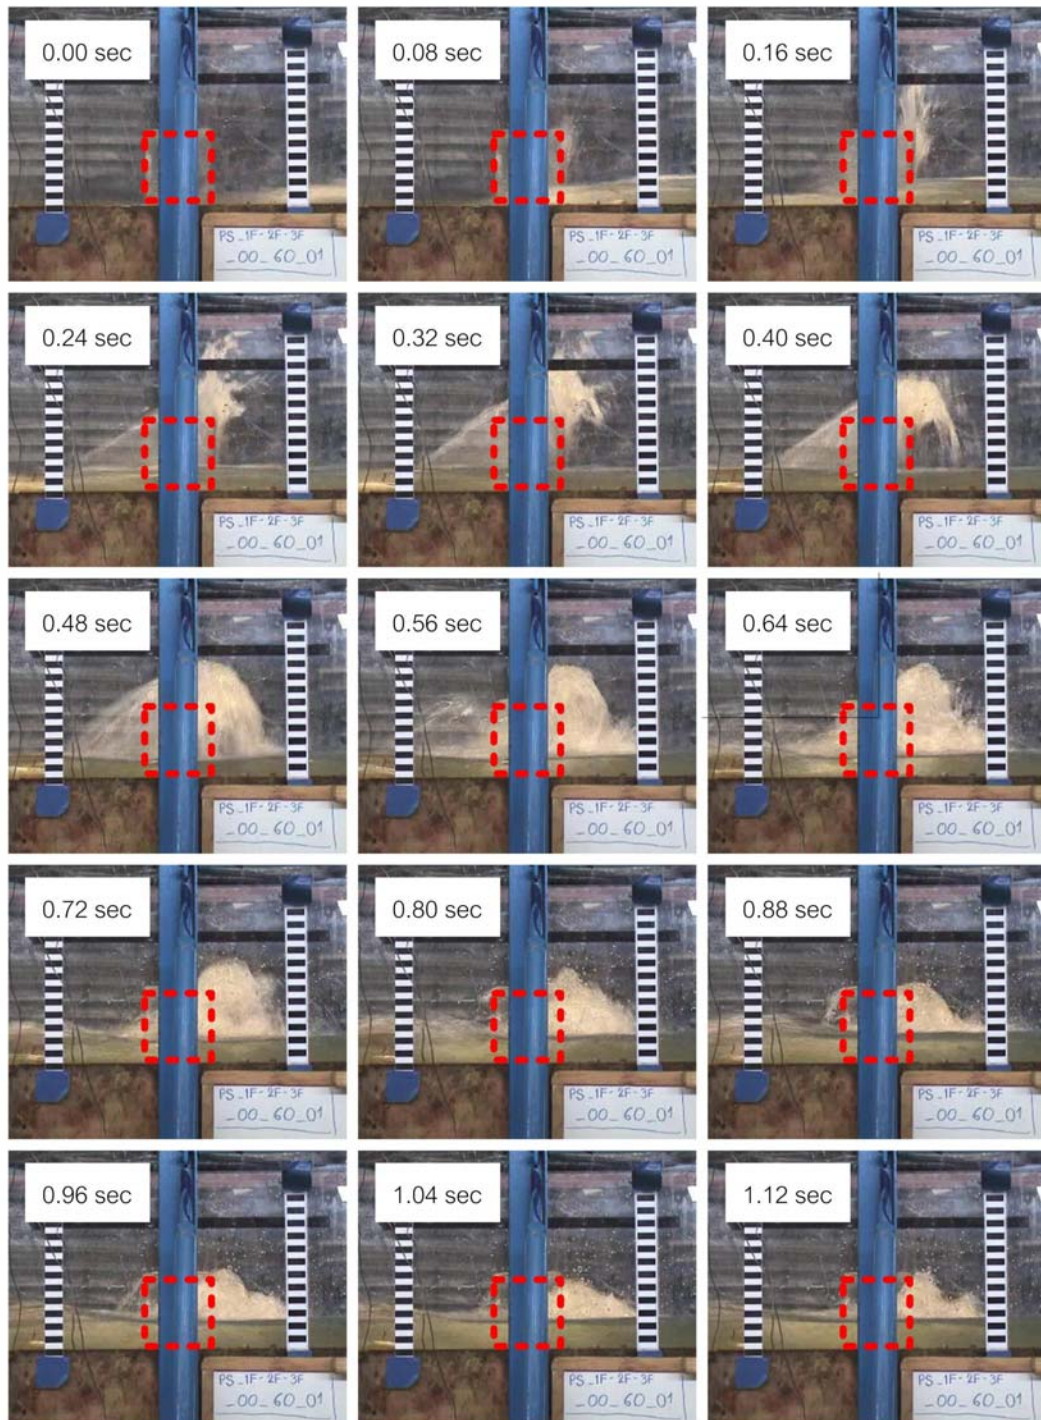 0.00 sec
0.08 sec
0.16 sec
PS_1F-2F-3F
_00_60_01
PS_1F-2F-3F
_00_60_01
PS_1F-2F-3F
_00_60_01
0.24 sec
0.32 sec
0.40 sec
PS_1F-2F-3F
_00_60_01
PS_1F-2F-3F
_00_60_01
PS_1F-2F-3F
_00_60_01
0.48 sec
0.56 sec
0.64 sec
PS_1F-2F-3F
_00_60_01
PS_1F-2F-3F
_00_60_01
PS_1F-2F-3F
_00_60_01
0.72 sec
0.80 sec
0.88 sec
PS_1F-2F-3F
_00_60_01
PS_1F-2F-3F
_00_60_01
PS_1F-2F-3F
_00_60_01
0.96 sec
1.04 sec
1.12 sec
PS_1F-2F-3F
_00_60_01
PS_1F-2F-3F
_00_60_01
PS_1F-2F-3F
_00_60_01